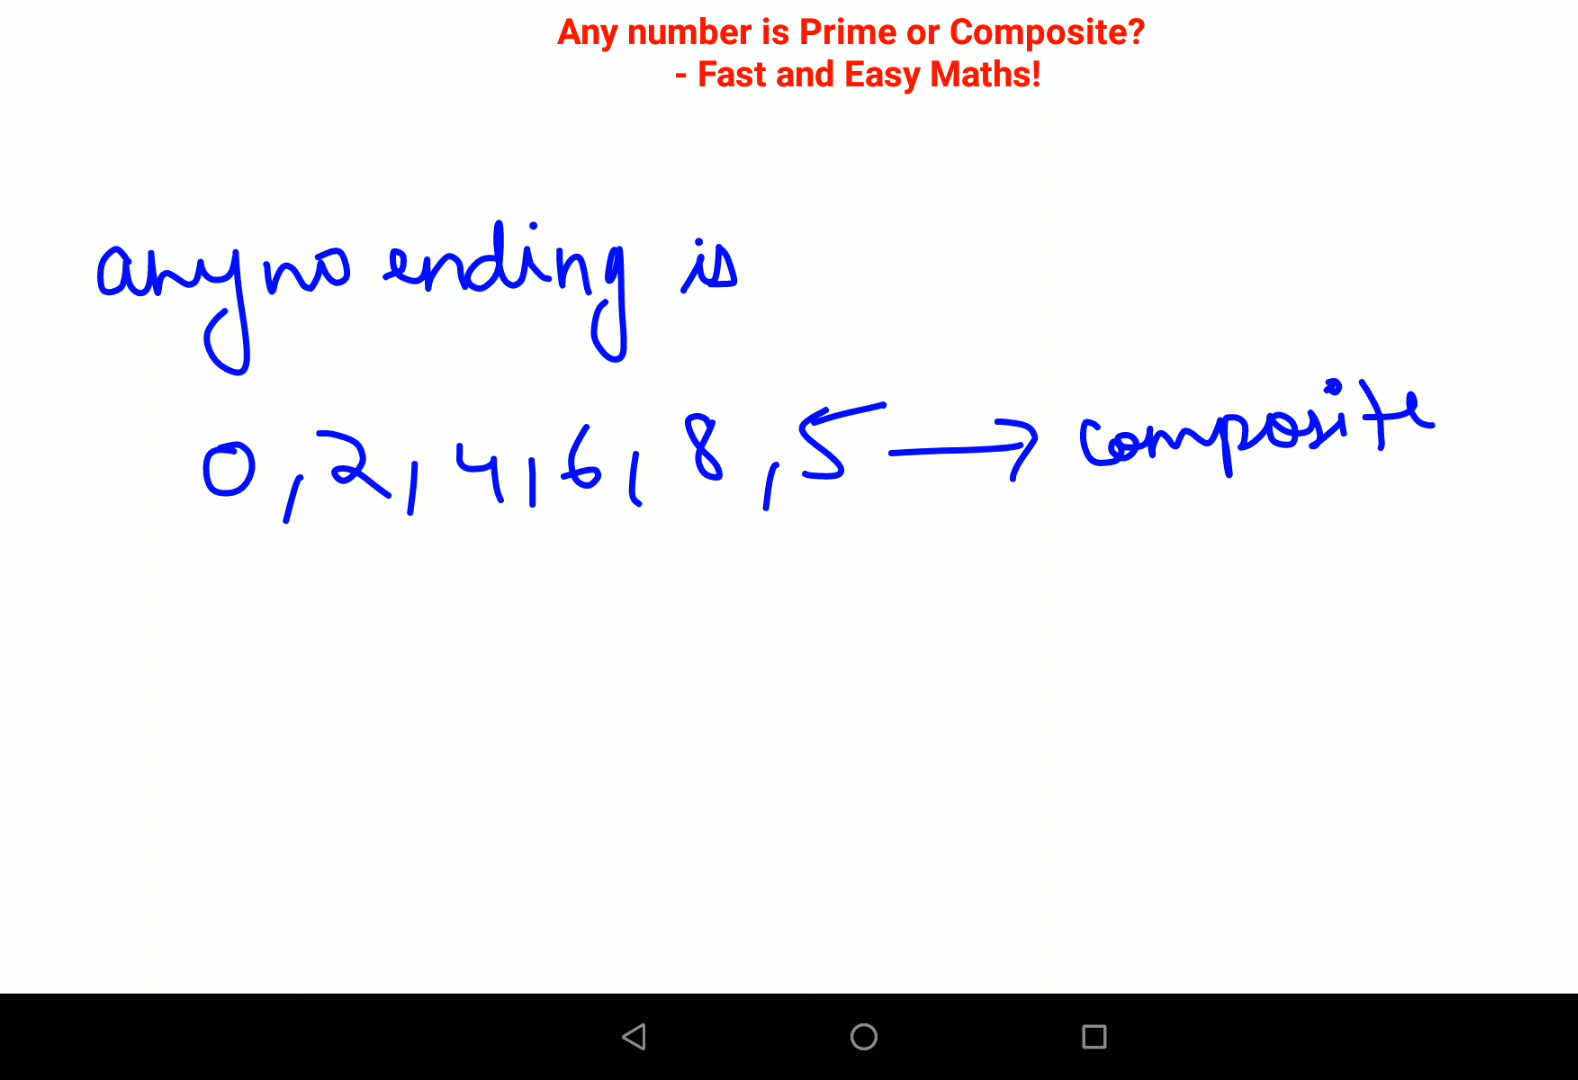 Any number is Prime or Composite?
- Fast and Easy Maths!
any no ending is
0, 2, 4, 6, 8, 5 → composite